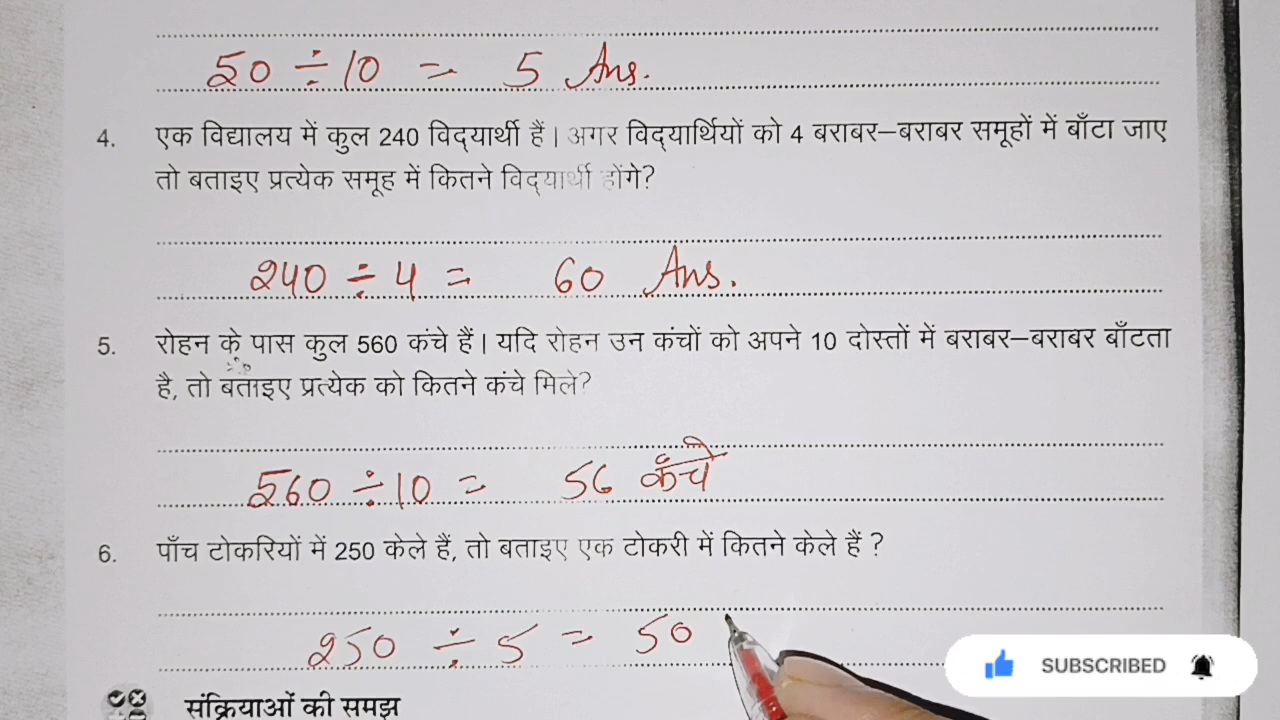 50 ÷ 10 = 5 Ans.
4. एक विद्यालय में कुल 240 विद्यार्थी हैं। अगर विद्यार्थियों को 4 बराबर–बराबर समूहों में बाँटा जाए
तो बताइए प्रत्येक समूह में कितने विद्यार्थी होंगे?
240 ÷ 4 = 60 Ans.
5. रोहन के पास कुल 560 कंचे हैं। यदि रोहन उन कंचों को अपने 10 दोस्तों में बराबर–बराबर बाँटता
है, तो बताइए प्रत्येक को कितने कंचे मिले?
560 ÷ 10 = 56 कँचे
6. पाँच टोकरियों में 250 केले हैं, तो बताइए एक टोकरी में कितने केले हैं ?
250 ÷ 5 = 50
SUBSCRIBED
संक्रियाओं की समझ